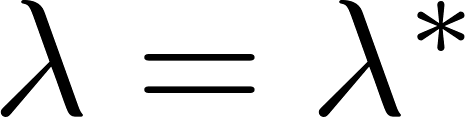 λ = λ*